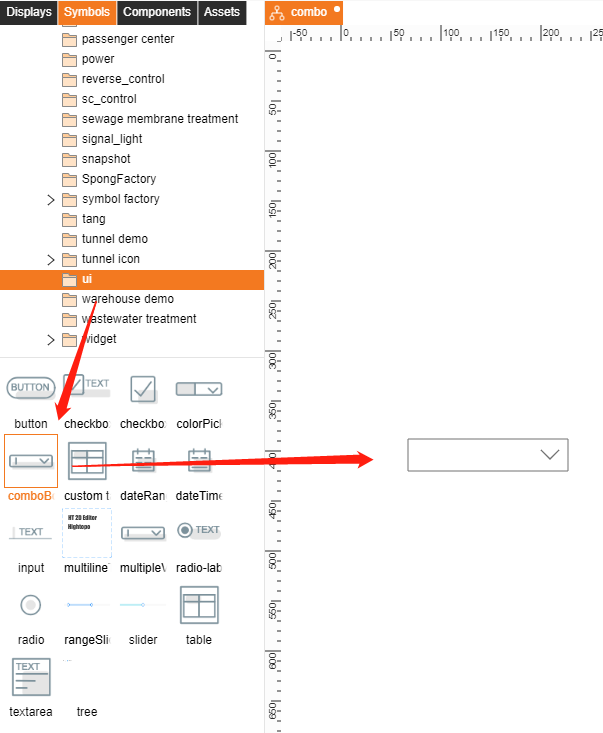 Displays Symbols Components Assets
combo
passenger center
power
reverse_control
sc_control
sewage membrane treatment
signal_light
snapshot
SpongFactory
symbol factory
tang
tunnel demo
tunnel icon
ui
warehouse demo
wastewater treatment
widget
-50 0 50 100 150 200 25
0
50
100
150
200
250
300
350
400
450
500
550
600
650
BUTTON TEXT
button checkbo colorPicl
comboB custom t dateRan dateTime
TEXT HT 2D Editor TEXT
Hightopo
input multiline multiple radio-lab
radio rangeSli slider table
TEXT
textarea tree